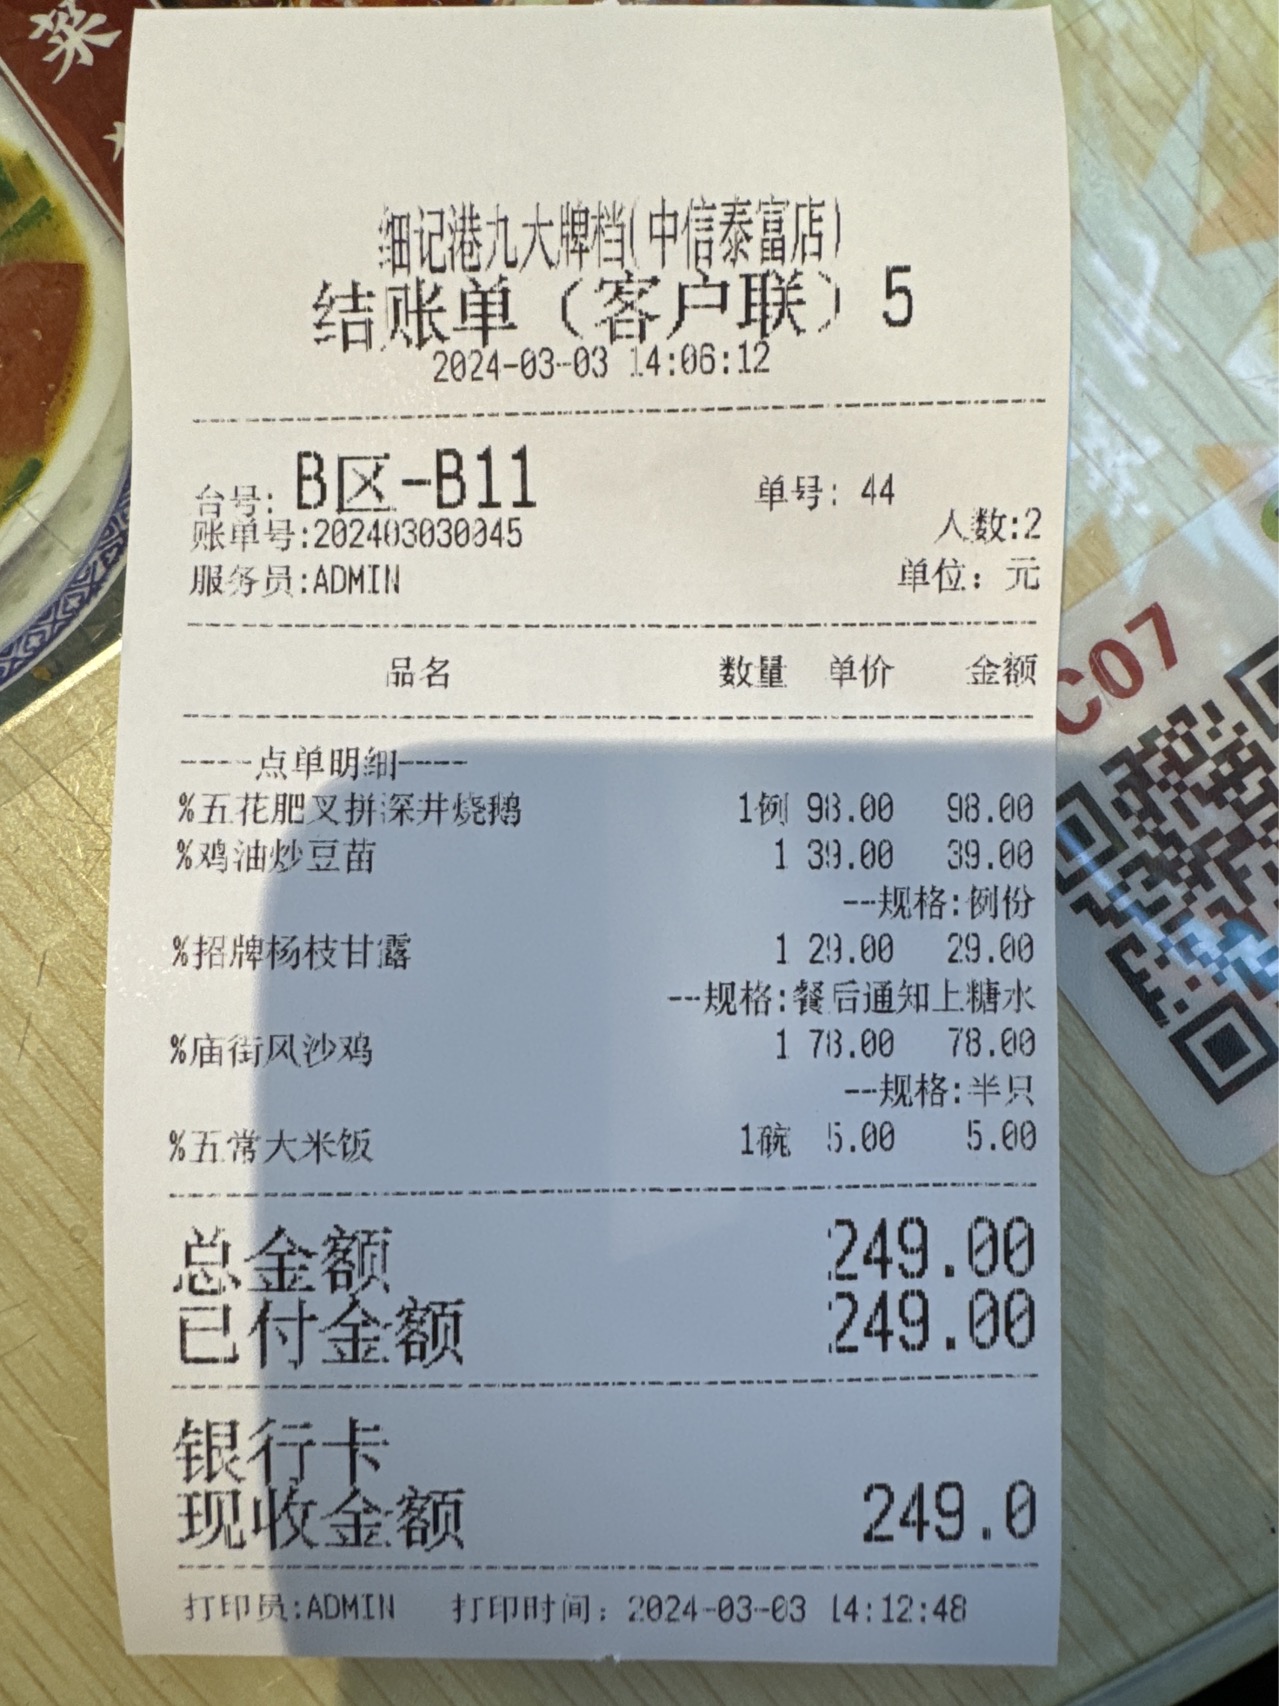 菜
细记港九大牌档(中信泰富店)
结账单（客户联）5
2024-03-03 14:06:12
台号: B区-B11 单号: 44
账单号:202403030045 人数:2
服务员:ADMIN 单位: 元
品名 数量 单价 金额
----点单明细----
%五花肥叉拼深井烧鹅 1例 98.00 98.00
%鸡油炒豆苗 1 39.00 39.00
--规格:例份
%招牌杨枝甘露 1 29.00 29.00
--规格:餐后通知上糖水
%庙街风沙鸡 1 78.00 78.00
--规格:半只
%五常大米饭 1碗 5.00 5.00
总金额 249.00
已付金额 249.00
银行卡
现收金额 249.0
打印员:ADMIN 打印时间: 2024-03-03 14:12:48
C07